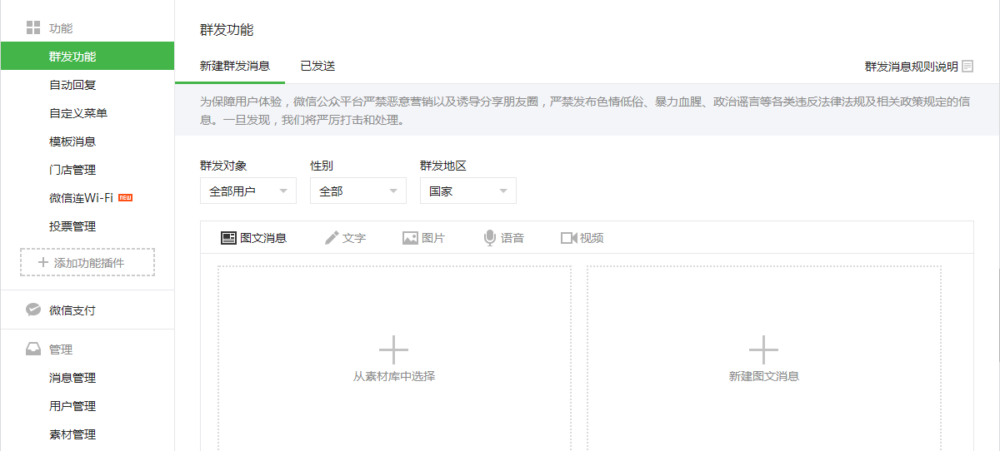 功能
群发功能
自动回复
自定义菜单
模板消息
门店管理
微信连Wi-Fi NEW
投票管理
添加功能插件
微信支付
管理
消息管理
用户管理
素材管理
群发功能
新建群发消息 已发送 群发消息规则说明
为保障用户体验，微信公众平台严禁恶意营销以及诱导分享朋友圈，严禁发布色情低俗、暴力血腥、政治谣言等各类违反法律法规及相关政策规定的信
息。一旦发现，我们将严厉打击和处理。
群发对象 性别 群发地区
全部用户 全部 国家
图文消息 文字 图片 语音 视频
从素材库中选择 新建图文消息